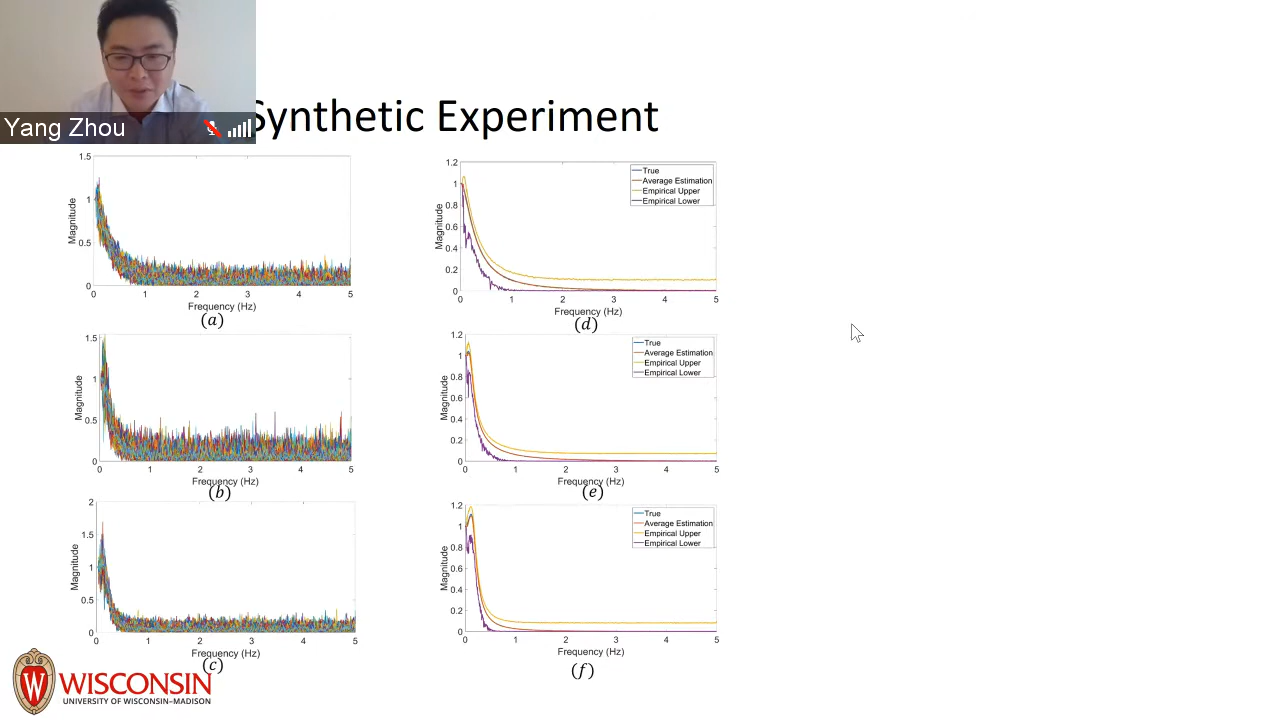 Yang Zhou
Synthetic Experiment
1.5
1
0.5
0
Magnitude
0 1 2 3 4 5
Frequency (Hz)
(a)
1.2
1
0.8
0.6
0.4
0.2
0
Magnitude
True
Average Estimation
Empirical Upper
Empirical Lower
0 1 2 3 4 5
Frequency (Hz)
(d)
1.5
1
0.5
0
Magnitude
0 1 2 3 4 5
Frequency (Hz)
(b)
1.2
1
0.8
0.6
0.4
0.2
0
Magnitude
True
Average Estimation
Empirical Upper
Empirical Lower
0 1 2 3 4 5
Frequency (Hz)
(e)
2
1.5
1
0.5
0
Magnitude
0 1 2 3 4 5
Frequency (Hz)
(c)
1.2
1
0.8
0.6
0.4
0.2
0
Magnitude
True
Average Estimation
Empirical Upper
Empirical Lower
0 1 2 3 4 5
Frequency (Hz)
(f)
W
WISCONSIN
UNIVERSITY OF WISCONSIN–MADISON